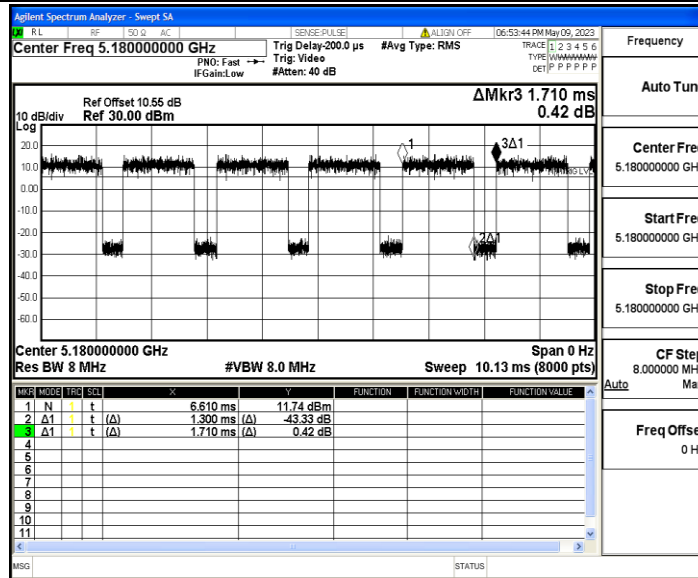 Agilent Spectrum Analyzer - Swept SA
RL RF 50 Ω AC SENSE:PULSE ALIGN OFF 06:53:44 PM May 09, 2023
Center Freq 5.180000000 GHz
PNO: Fast
IFGain:Low
Trig Delay-200.0 µs
Trig: Video
#Atten: 40 dB
#Avg Type: RMS
TRACE 1 2 3 4 5 6
TYPE
DET P P P P P P
Ref Offset 10.55 dB
10 dB/div Ref 30.00 dBm
Log
ΔMkr3 1.710 ms
0.42 dB
20.0
10.0
0.00
-10.0
-20.0
-30.0
-40.0
-50.0
-60.0
1
3Δ1
2Δ1
Center 5.180000000 GHz Span 0 Hz
Res BW 8 MHz #VBW 8.0 MHz Sweep 10.13 ms (8000 pts)
MKR MODE TRC SCL X Y FUNCTION FUNCTION WIDTH FUNCTION VALUE
1 N 1 t 6.610 ms 11.74 dBm
2 Δ1 1 t (Δ) 1.300 ms (Δ) -43.33 dB
3 Δ1 1 t (Δ) 1.710 ms (Δ) 0.42 dB
4
5
6
7
8
9
10
11
MSG STATUS
Frequency
Auto Tun
Center Fre
5.180000000 GH
Start Fre
5.180000000 GH
Stop Fre
5.180000000 GH
CF Ste
8.000000 MH
Auto Ma
Freq Offse
0 H